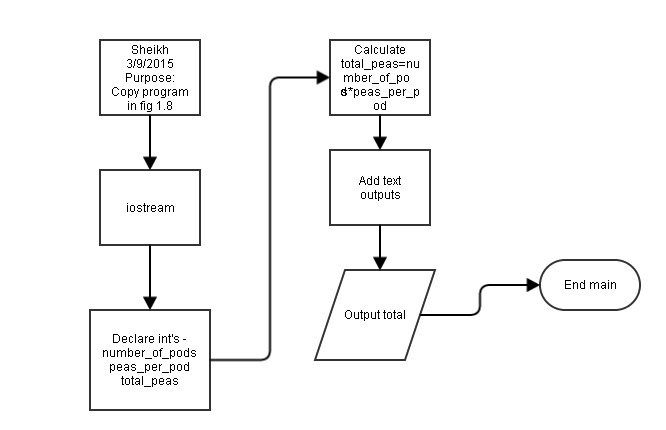 Sheikh
3/9/2015
Purpose:
Copy program
in fig 1.8
iostream
Declare int's -
number_of_pods
peas_per_pod
total_peas
Calculate
total_peas=nu
mber_of_po
ds*peas_per_p
od
Add text
outputs
Output total
End main